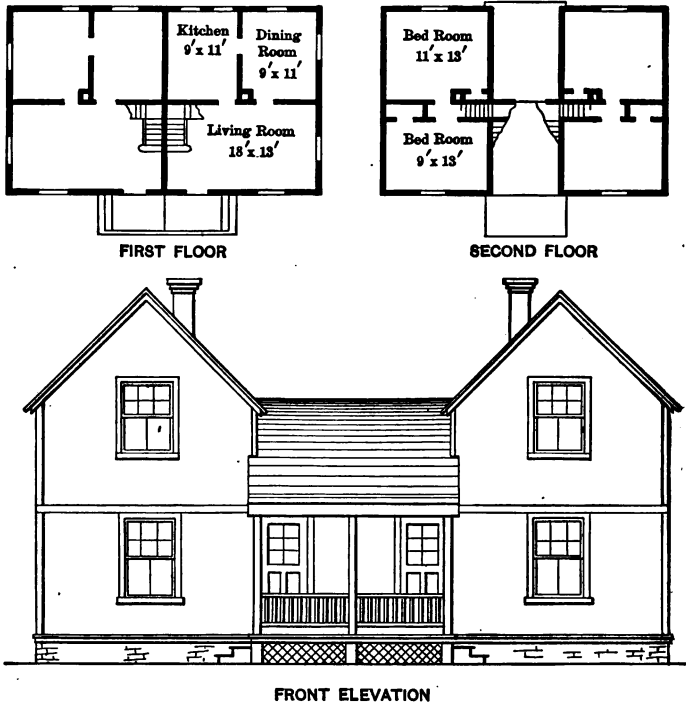 Kitchen
9'x 11'
Dining
Room
9'x 11'
Living Room
18'x 13'
FIRST FLOOR
Bed Room
11'x 13'
Bed Room
9'x 13'
SECOND FLOOR
FRONT ELEVATION